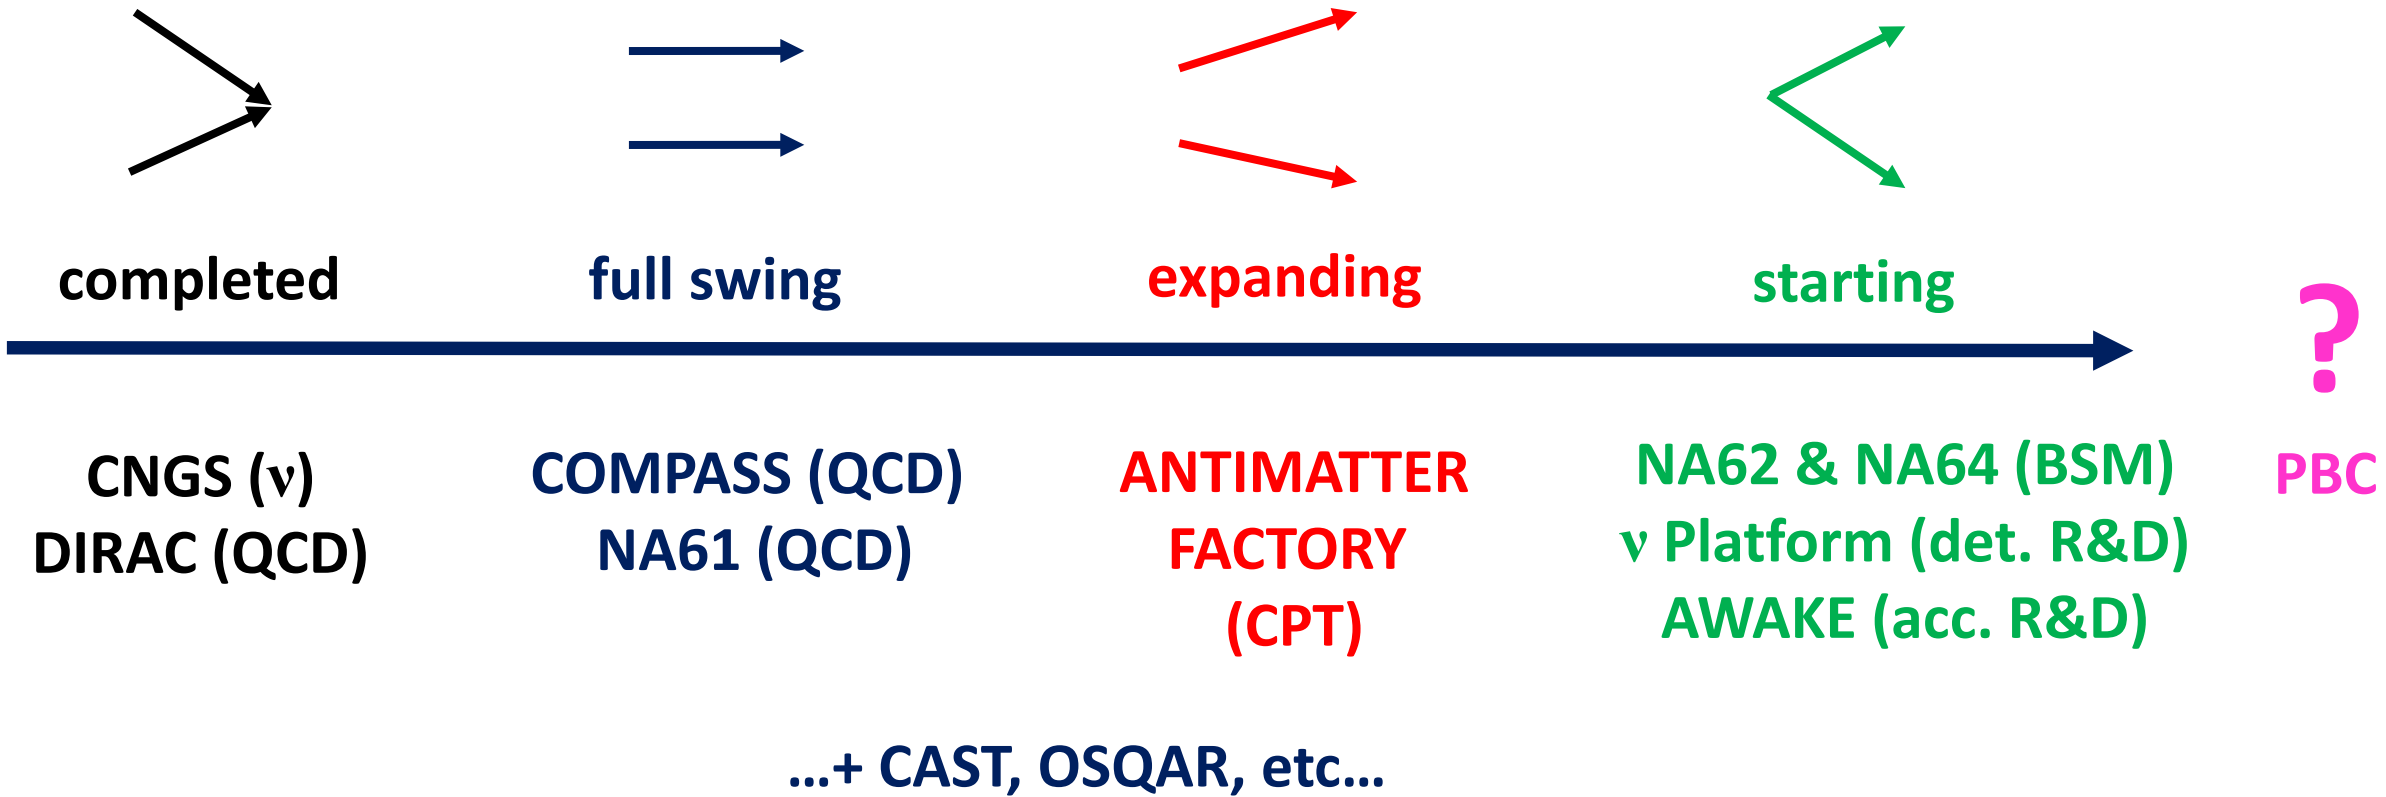 completed
full swing
expanding
starting
?
CNGS (ν)
DIRAC (QCD)
COMPASS (QCD)
NA61 (QCD)
ANTIMATTER
FACTORY
(CPT)
NA62 & NA64 (BSM)
ν Platform (det. R&D)
AWAKE (acc. R&D)
PBC
...+ CAST, OSQAR, etc...